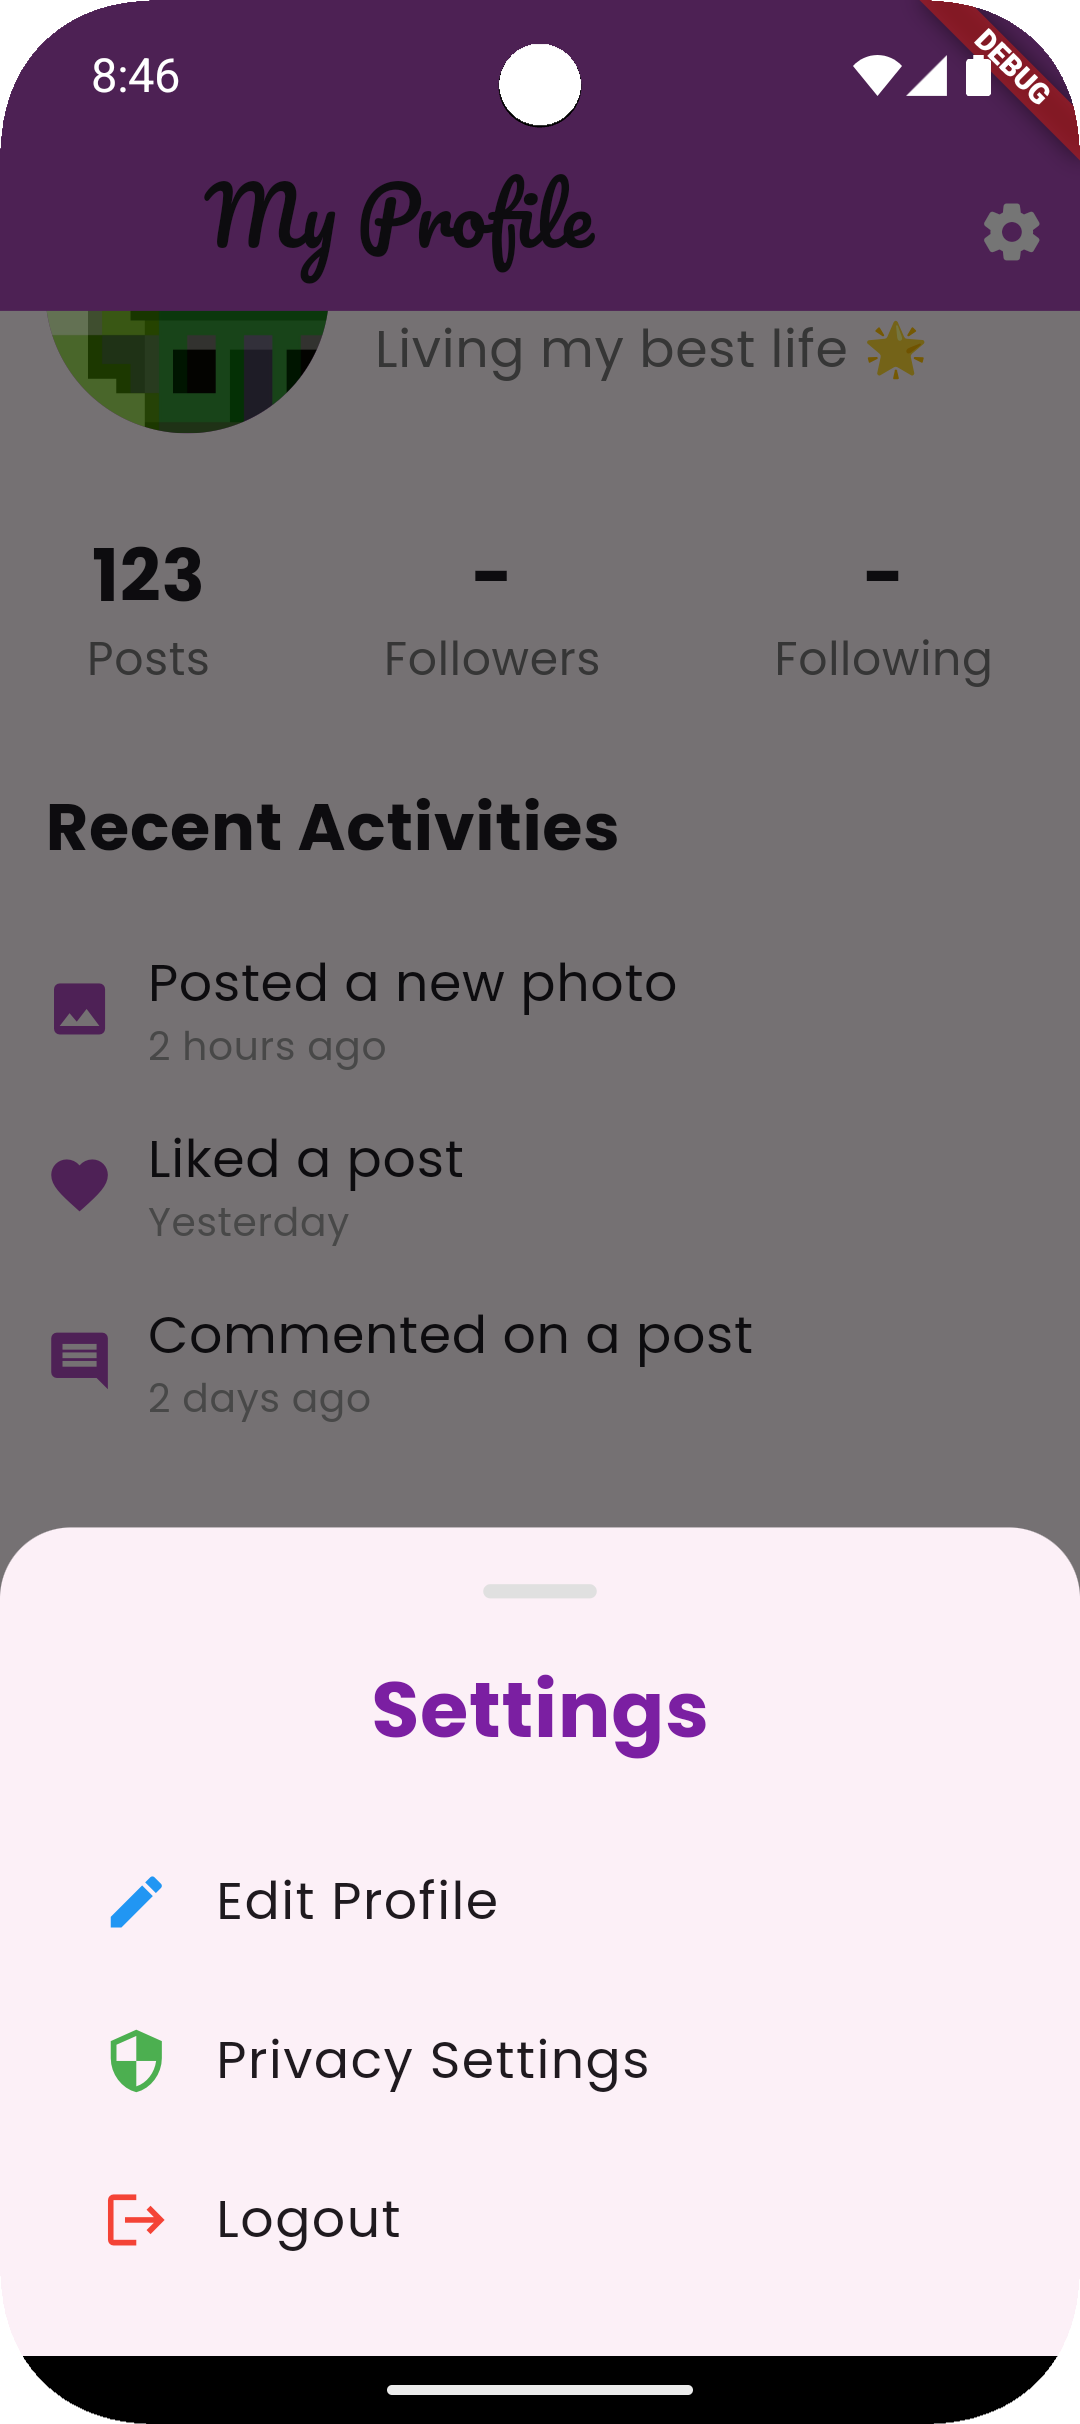 8:46
DEBUG
My Profile
Living my best life 🌟
123 - -
Posts Followers Following
Recent Activities
Posted a new photo
2 hours ago
Liked a post
Yesterday
Commented on a post
2 days ago
Settings
Edit Profile
Privacy Settings
Logout